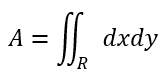 A = ∬_R dxdy